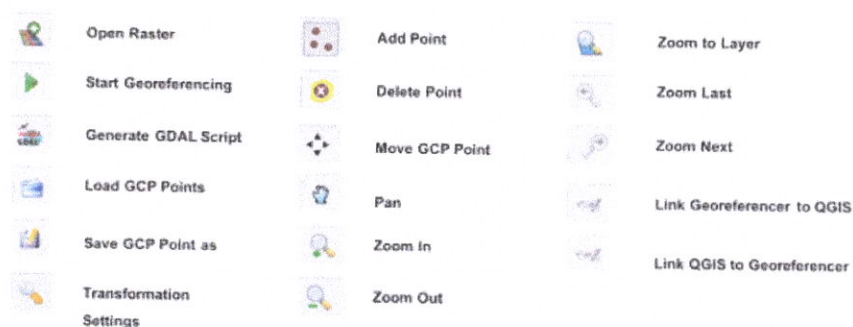 Open Raster
Start Georeferencing
Generate GDAL Script
Load GCP Points
Save GCP Point as
Transformation
Settings
Add Point
Delete Point
Move GCP Point
Pan
Zoom In
Zoom Out
Zoom to Layer
Zoom Last
Zoom Next
Link Georeferencer to QGIS
Link QGIS to Georeferencer